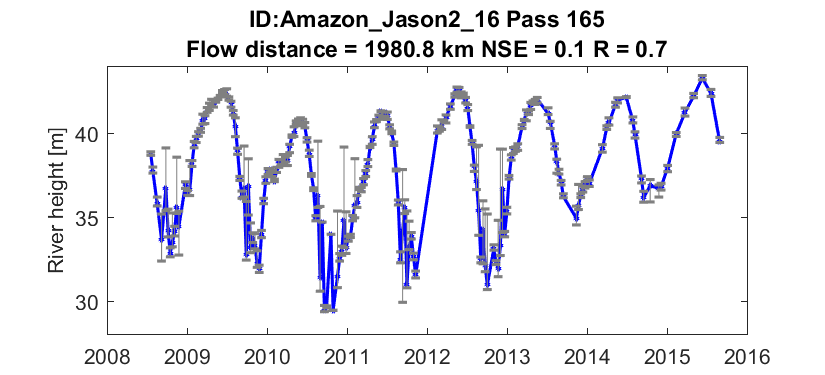 ID:Amazon_Jason2_16 Pass 165
Flow distance = 1980.8 km NSE = 0.1 R = 0.7
River height [m]
40
35
30
2008 2009 2010 2011 2012 2013 2014 2015 2016